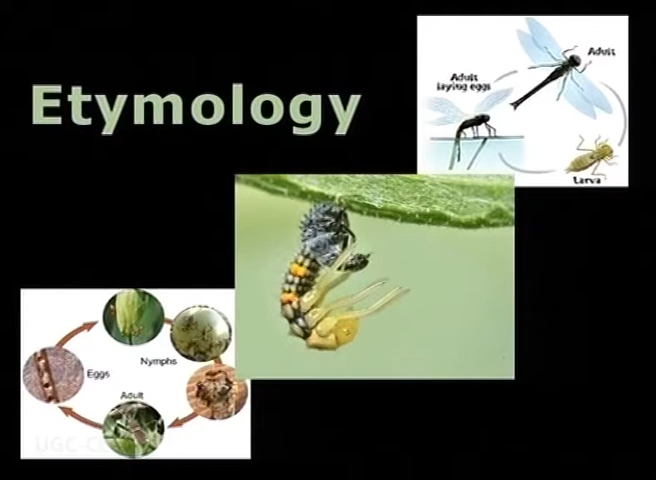 Etymology
Adult
Adult
laying eggs
Larva
Nymphs
Eggs
Adult